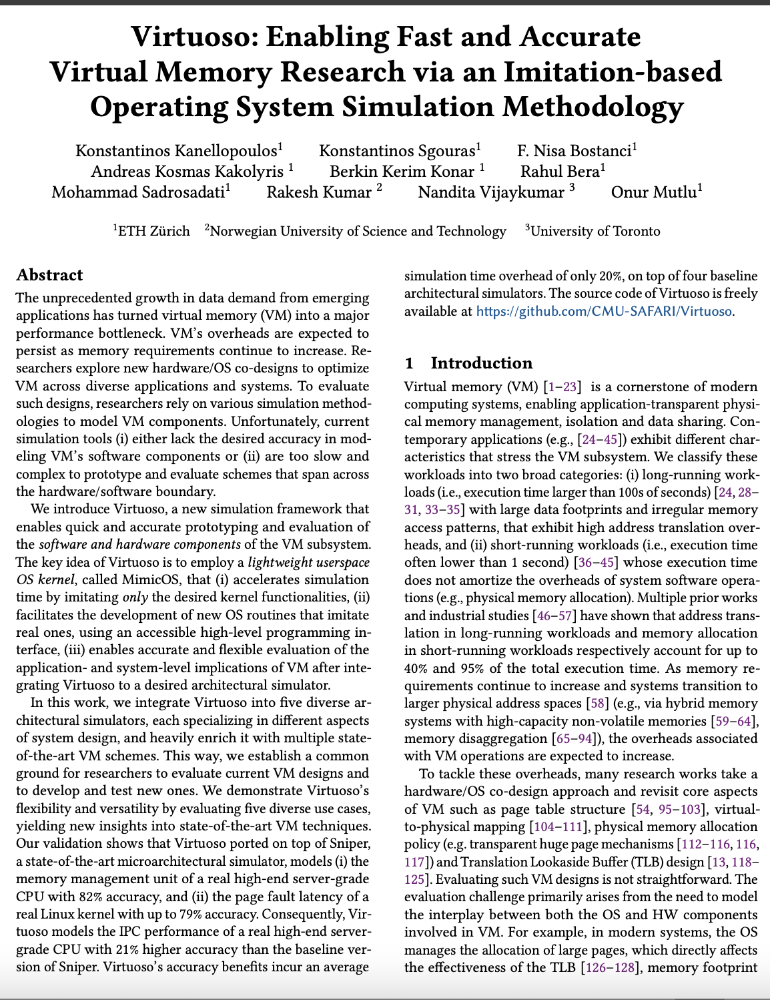 Virtuoso: Enabling Fast and Accurate
Virtual Memory Research via an Imitation-based
Operating System Simulation Methodology
Konstantinos Kanellopoulos1 Konstantinos Sgouras1 F. Nisa Bostanci1
Andreas Kosmas Kakolyris 1 Berkin Kerim Konar 1 Rahul Bera1
Mohammad Sadrosadati1 Rakesh Kumar 2 Nandita Vijaykumar 3 Onur Mutlu1
1ETH Zürich 2Norwegian University of Science and Technology 3University of Toronto
Abstract
The unprecedented growth in data demand from emerging
applications has turned virtual memory (VM) into a major
performance bottleneck. VM's overheads are expected to
persist as memory requirements continue to increase. Re-
searchers explore new hardware/OS co-designs to optimize
VM across diverse applications and systems. To evaluate
such designs, researchers rely on various simulation method-
ologies to model VM components. Unfortunately, current
simulation tools (i) either lack the desired accuracy in mod-
eling VM's software components or (ii) are too slow and
complex to prototype and evaluate schemes that span across
the hardware/software boundary.
We introduce Virtuoso, a new simulation framework that
enables quick and accurate prototyping and evaluation of
the software and hardware components of the VM subsystem.
The key idea of Virtuoso is to employ a lightweight userspace
OS kernel, called MimicOS, that (i) accelerates simulation
time by imitating only the desired kernel functionalities, (ii)
facilitates the development of new OS routines that imitate
real ones, using an accessible high-level programming in-
terface, (iii) enables accurate and flexible evaluation of the
application- and system-level implications of VM after inte-
grating Virtuoso to a desired architectural simulator.
In this work, we integrate Virtuoso into five diverse ar-
chitectural simulators, each specializing in different aspects
of system design, and heavily enrich it with multiple state-
of-the-art VM schemes. This way, we establish a common
ground for researchers to evaluate current VM designs and
to develop and test new ones. We demonstrate Virtuoso's
flexibility and versatility by evaluating five diverse use cases,
yielding new insights into state-of-the-art VM techniques.
Our validation shows that Virtuoso ported on top of Sniper,
a state-of-the-art microarchitectural simulator, models (i) the
memory management unit of a real high-end server-grade
CPU with 82% accuracy, and (ii) the page fault latency of a
real Linux kernel with up to 79% accuracy. Consequently, Vir-
tuoso models the IPC performance of a real high-end server-
grade CPU with 21% higher accuracy than the baseline ver-
sion of Sniper. Virtuoso's accuracy benefits incur an average
simulation time overhead of only 20%, on top of four baseline
architectural simulators. The source code of Virtuoso is freely
available at https://github.com/CMU-SAFARI/Virtuoso.
1 Introduction
Virtual memory (VM) [1–23] is a cornerstone of modern
computing systems, enabling application-transparent physi-
cal memory management, isolation and data sharing. Con-
temporary applications (e.g., [24–45]) exhibit different char-
acteristics that stress the VM subsystem. We classify these
workloads into two broad categories: (i) long-running work-
loads (i.e., execution time larger than 100s of seconds) [24, 28–
31, 33–35] with large data footprints and irregular memory
access patterns, that exhibit high address translation over-
heads, and (ii) short-running workloads (i.e., execution time
often lower than 1 second) [36–45] whose execution time
does not amortize the overheads of system software opera-
tions (e.g., physical memory allocation). Multiple prior works
and industrial studies [46–57] have shown that address trans-
lation in long-running workloads and memory allocation
in short-running workloads respectively account for up to
40% and 95% of the total execution time. As memory re-
quirements continue to increase and systems transition to
larger physical address spaces [58] (e.g., via hybrid memory
systems with high-capacity non-volatile memories [59–64],
memory disaggregation [65–94]), the overheads associated
with VM operations are expected to increase.
To tackle these overheads, many research works take a
hardware/OS co-design approach and revisit core aspects
of VM such as page table structure [54, 95–103], virtual-
to-physical mapping [104–111], physical memory allocation
policy (e.g. transparent huge page mechanisms [112–116, 116,
117]) and Translation Lookaside Buffer (TLB) design [13, 118–
125]. Evaluating such VM designs is not straightforward. The
evaluation challenge primarily arises from the need to model
the interplay between both the OS and HW components
involved in VM. For example, in modern systems, the OS
manages the allocation of large pages, which directly affects
the effectiveness of the TLB [126–128], memory footprint